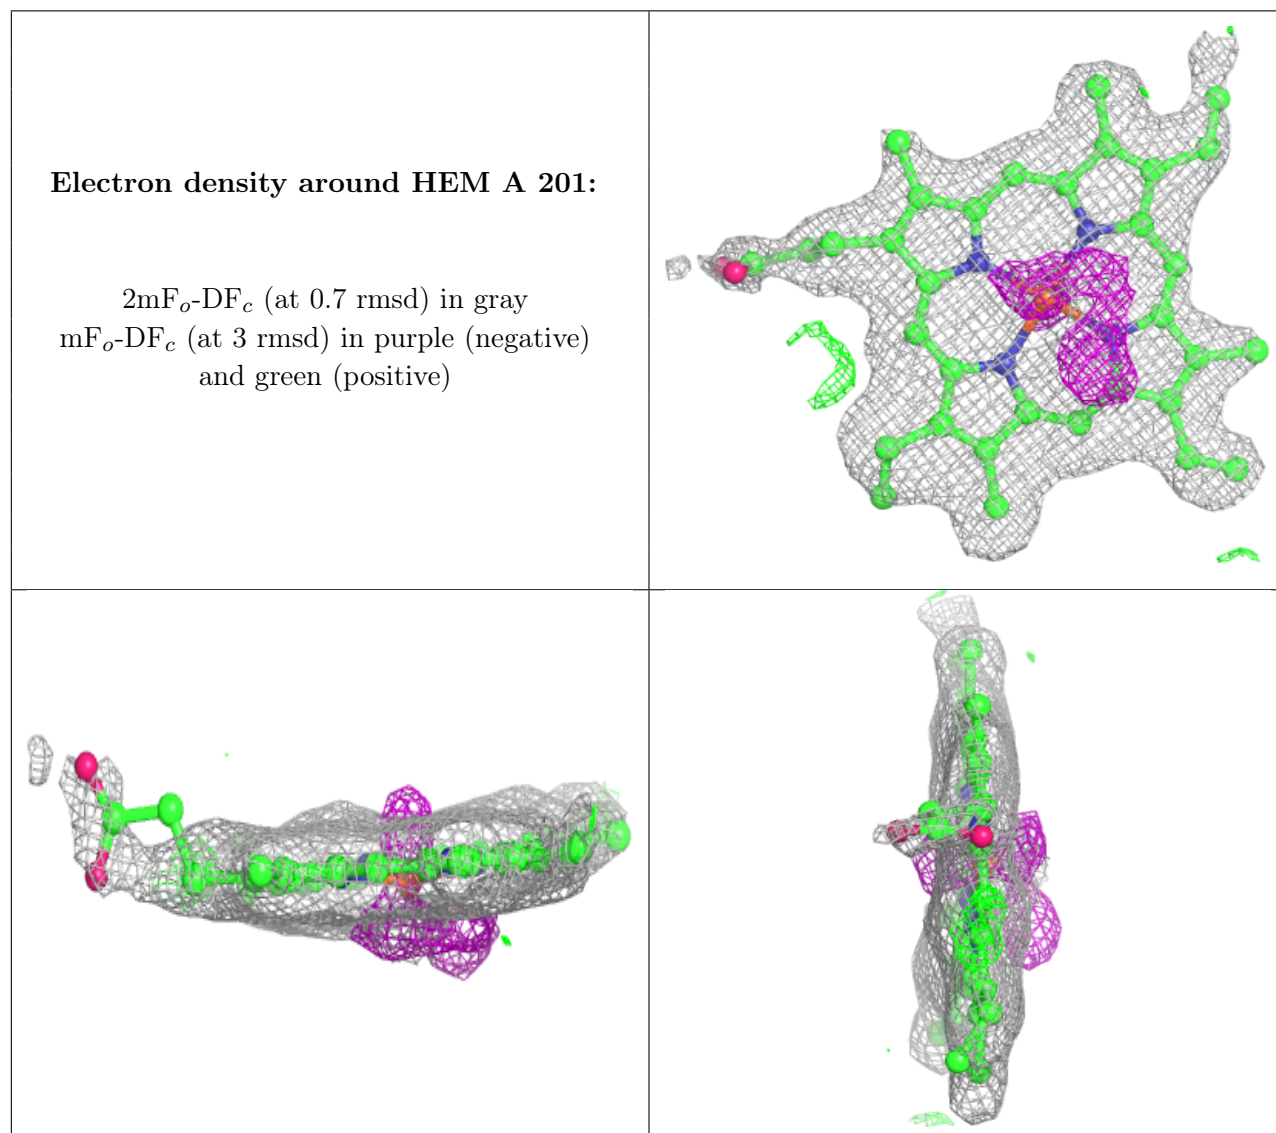 Electron density around HEM A 201:
2mFo-DFc (at 0.7 rmsd) in gray
mFo-DFc (at 3 rmsd) in purple (negative)
and green (positive)